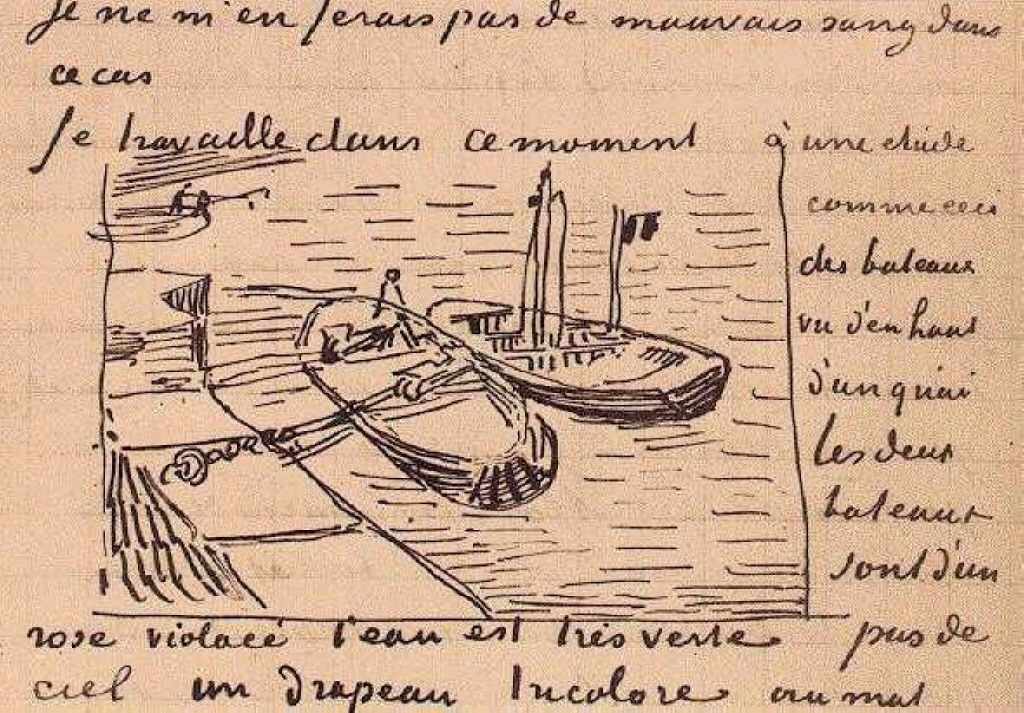 Je ne m'en ferais pas de mauvais sang dans
ce cas
Je travaille dans ce moment à une etude
comme ceci
des bateaux
vu d'en haut
d'un quai
les deux
bateaux
sont d'un
rose violacé l'eau est très verte pas de
ciel un drapeau tricolore au mat